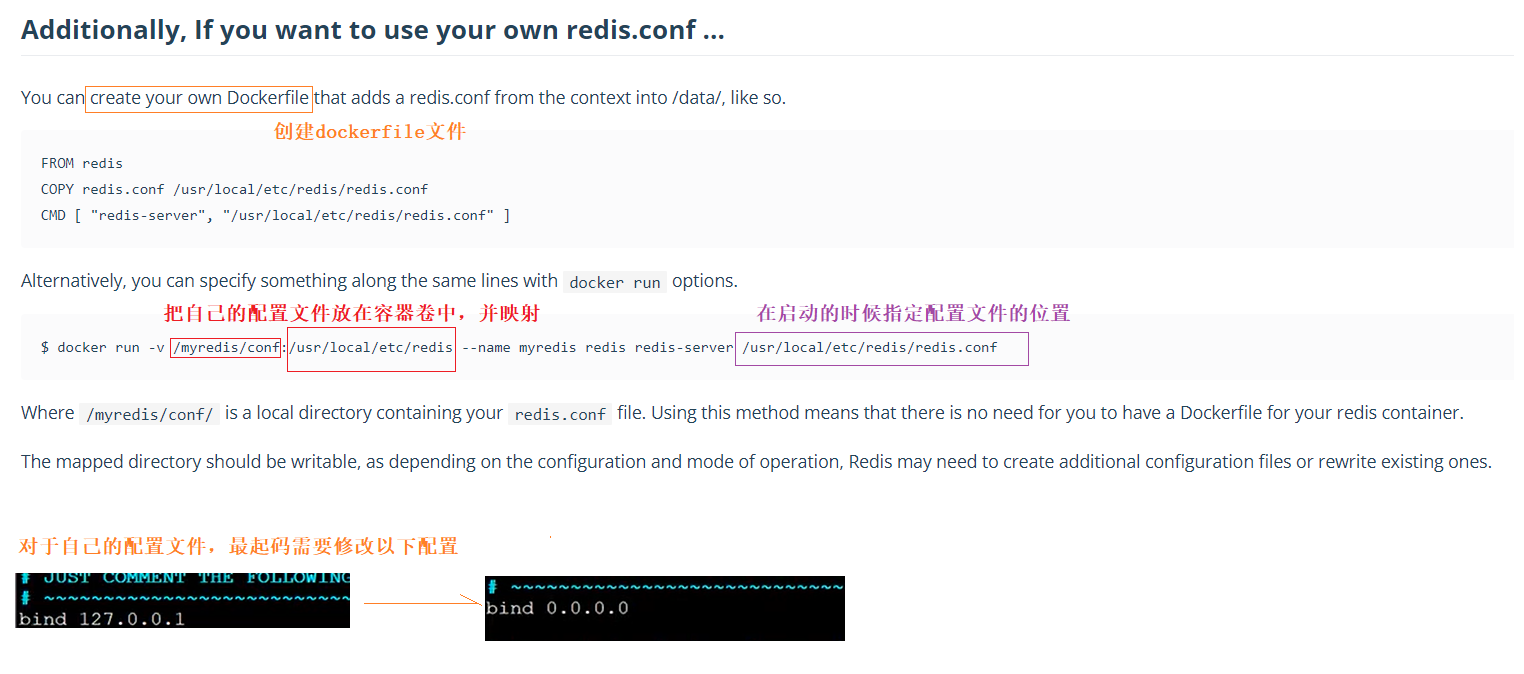 Additionally, If you want to use your own redis.conf ...
You can create your own Dockerfile that adds a redis.conf from the context into /data/, like so.
创建dockerfile文件
FROM redis
COPY redis.conf /usr/local/etc/redis/redis.conf
CMD [ "redis-server", "/usr/local/etc/redis/redis.conf" ]
Alternatively, you can specify something along the same lines with docker run options.
把自己的配置文件放在容器卷中，并映射 在启动的时候指定配置文件的位置
$ docker run -v /myredis/conf:/usr/local/etc/redis --name myredis redis redis-server /usr/local/etc/redis/redis.conf
Where /myredis/conf/ is a local directory containing your redis.conf file. Using this method means that there is no need for you to have a Dockerfile for your redis container.
The mapped directory should be writable, as depending on the configuration and mode of operation, Redis may need to create additional configuration files or rewrite existing ones.
对于自己的配置文件，最起码需要修改以下配置
# JUST COMMENT THE FOLLOWING
# ~~~~~~~~~~~~~~~~~~~~~~~~~~~~
bind 127.0.0.1
# ~~~~~~~~~~~~~~~~~~~~~~~~~~~~
bind 0.0.0.0